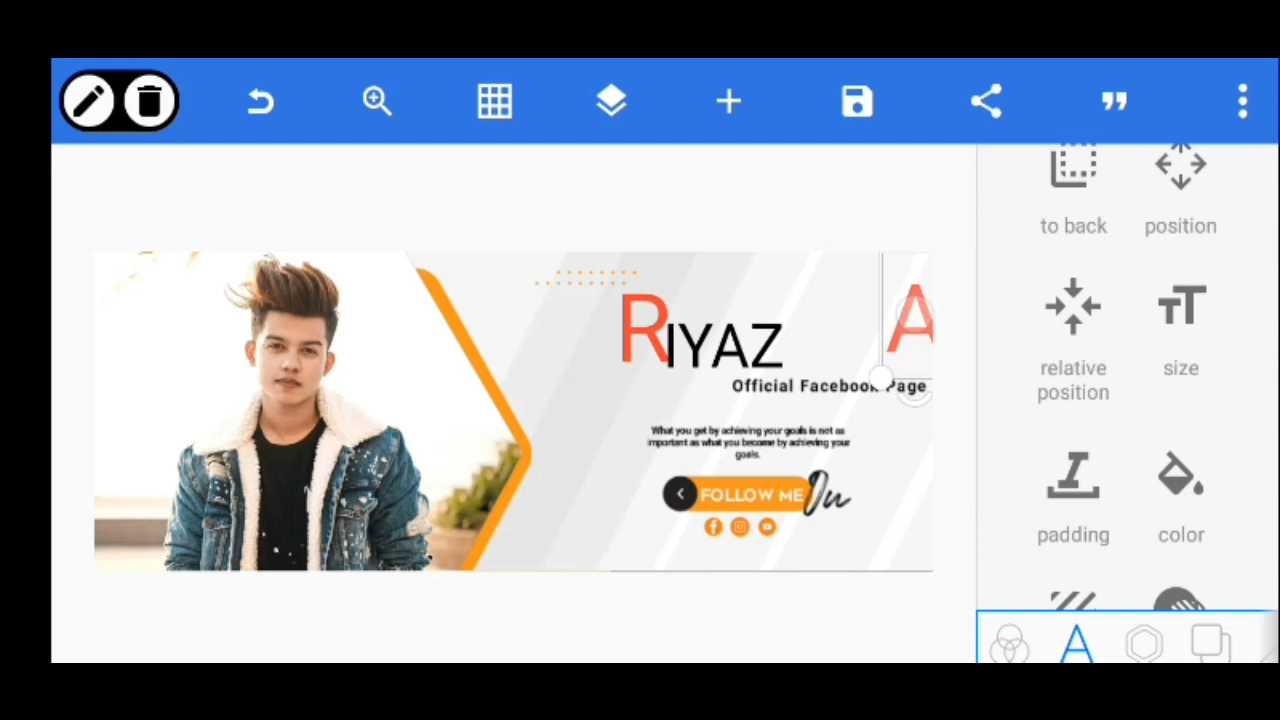 to back
position
RIYAZ
A
Official Facebook Page
relative position
size
What you get by achieving your goals is not as
important as what you become by achieving your
goals.
FOLLOW ME On
padding
color
A